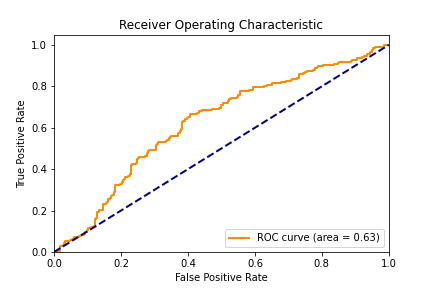 Receiver Operating Characteristic
1.0
0.8
0.6
0.4
0.2
0.0
True Positive Rate
ROC curve (area = 0.63)
0.0 0.2 0.4 0.6 0.8 1.0
False Positive Rate